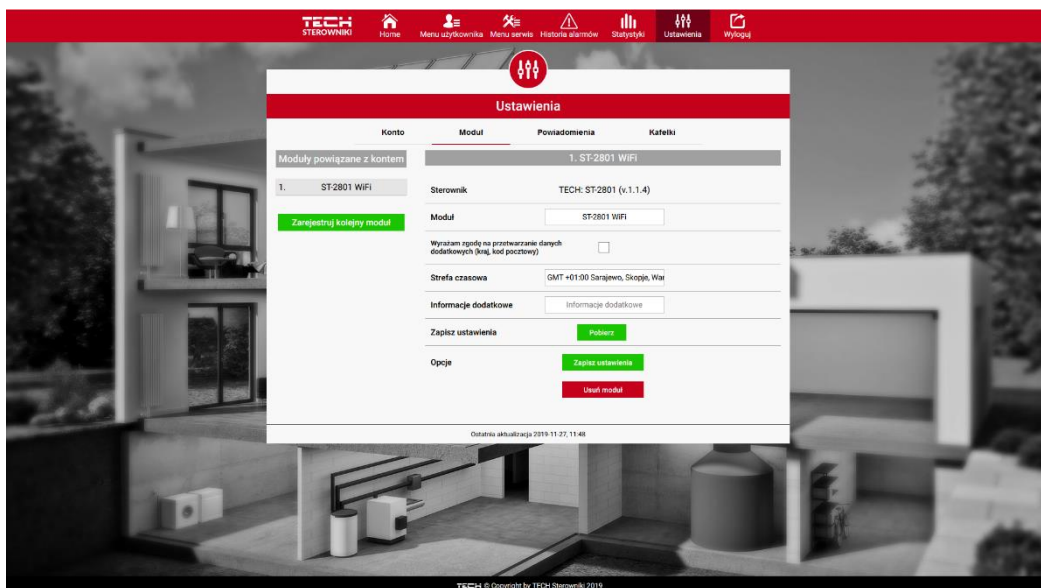 TECH
STEROWNIKI
Home
Menu użytkownika
Menu serwis
Historia alarmów
Statystyki
Ustawienia
Wyloguj
Ustawienia
Konto
Moduł
Powiadomienia
Kafelki
Moduły powiązane z kontem
1. ST-2801 WiFi
Zarejestruj kolejny moduł
1. ST-2801 WiFi
Sterownik TECH: ST-2801 (v.1.1.4)
Moduł ST-2801 WiFi
Wyrażam zgodę na przetwarzanie danych
dodatkowych (kraj, kod pocztowy)
Strefa czasowa GMT +01:00 Sarajewo, Skopje, War
Informacje dodatkowe Informacje dodatkowe
Zapisz ustawienia Pobierz
Opcje Zapisz ustawienia
Usuń moduł
Ostatnia aktualizacja 2019-11-27, 11:48
TECH © Copyright by TECH Sterowniki 2019